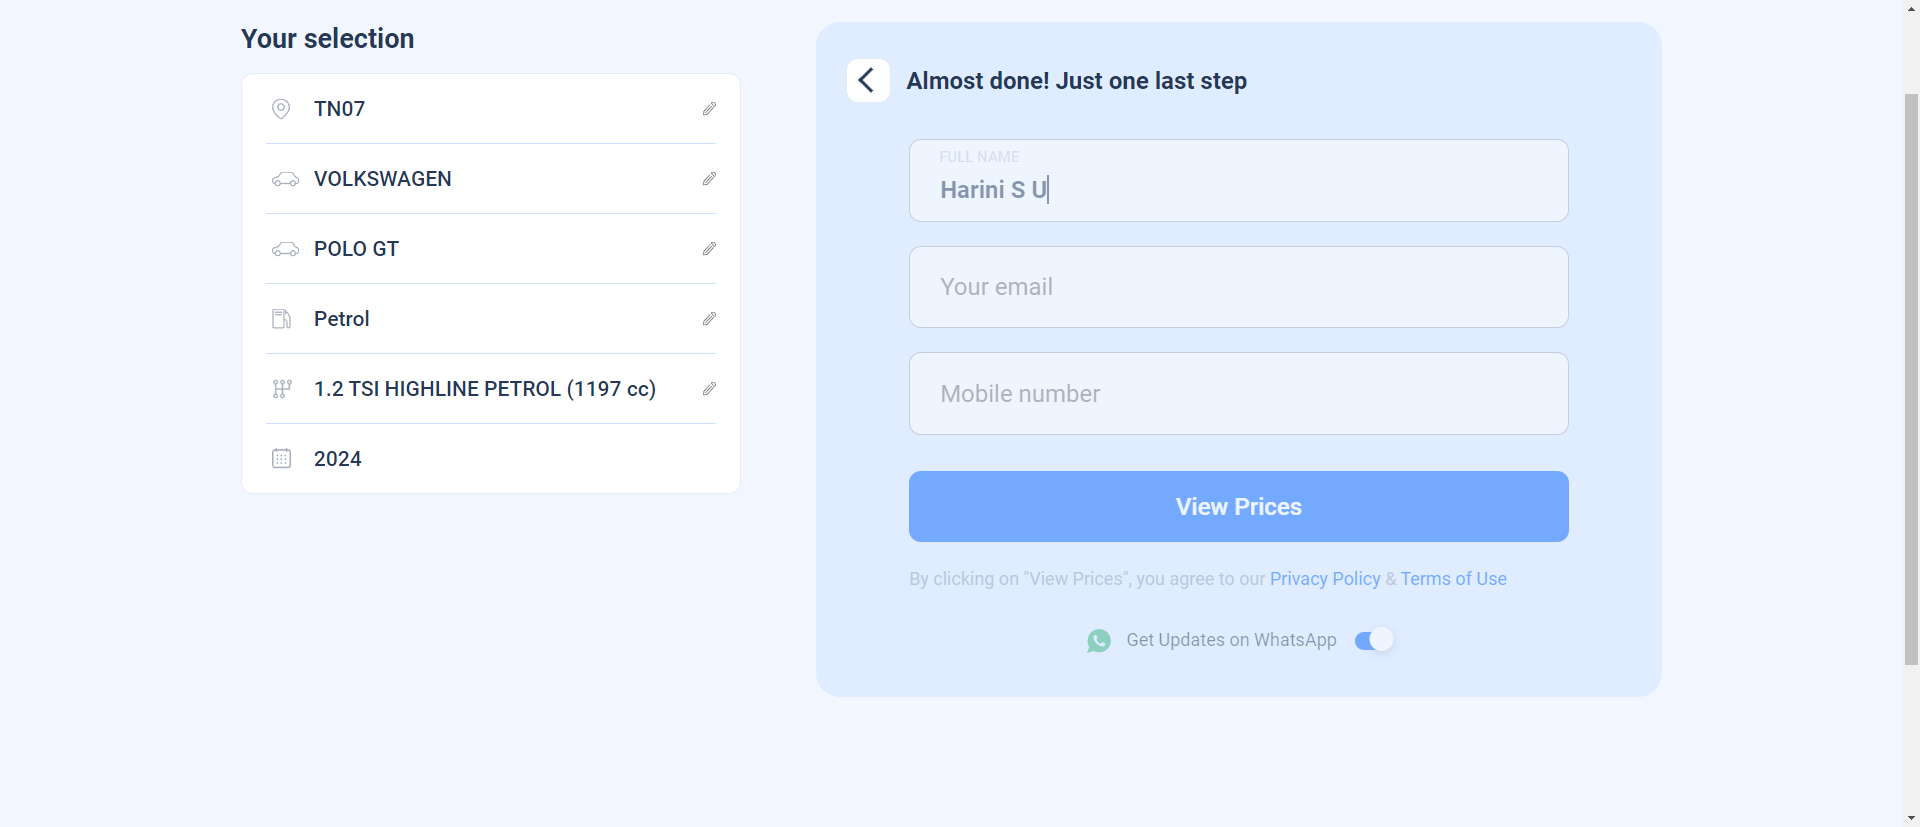 Your selection
TN07
VOLKSWAGEN
POLO GT
Petrol
1.2 TSI HIGHLINE PETROL (1197 cc)
2024
Almost done! Just one last step
FULL NAME
Harini S U
Your email
Mobile number
View Prices
By clicking on "View Prices", you agree to our Privacy Policy & Terms of Use
Get Updates on WhatsApp